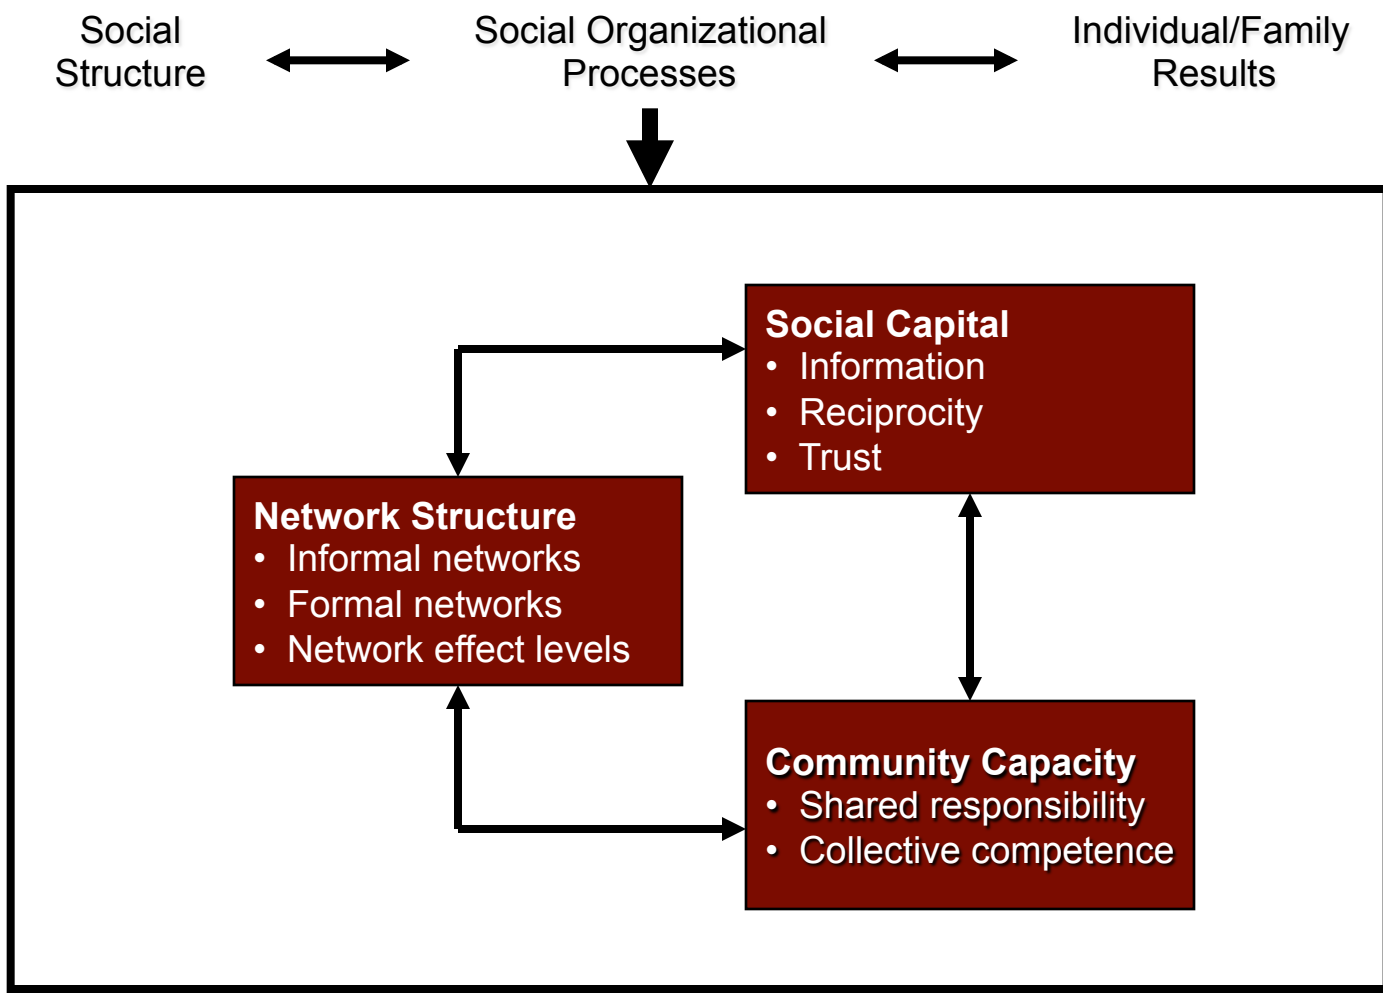 Social
Structure
Social Organizational
Processes
Individual/Family
Results
Social Capital
• Information
• Reciprocity
• Trust
Network Structure
• Informal networks
• Formal networks
• Network effect levels
Community Capacity
• Shared responsibility
• Collective competence